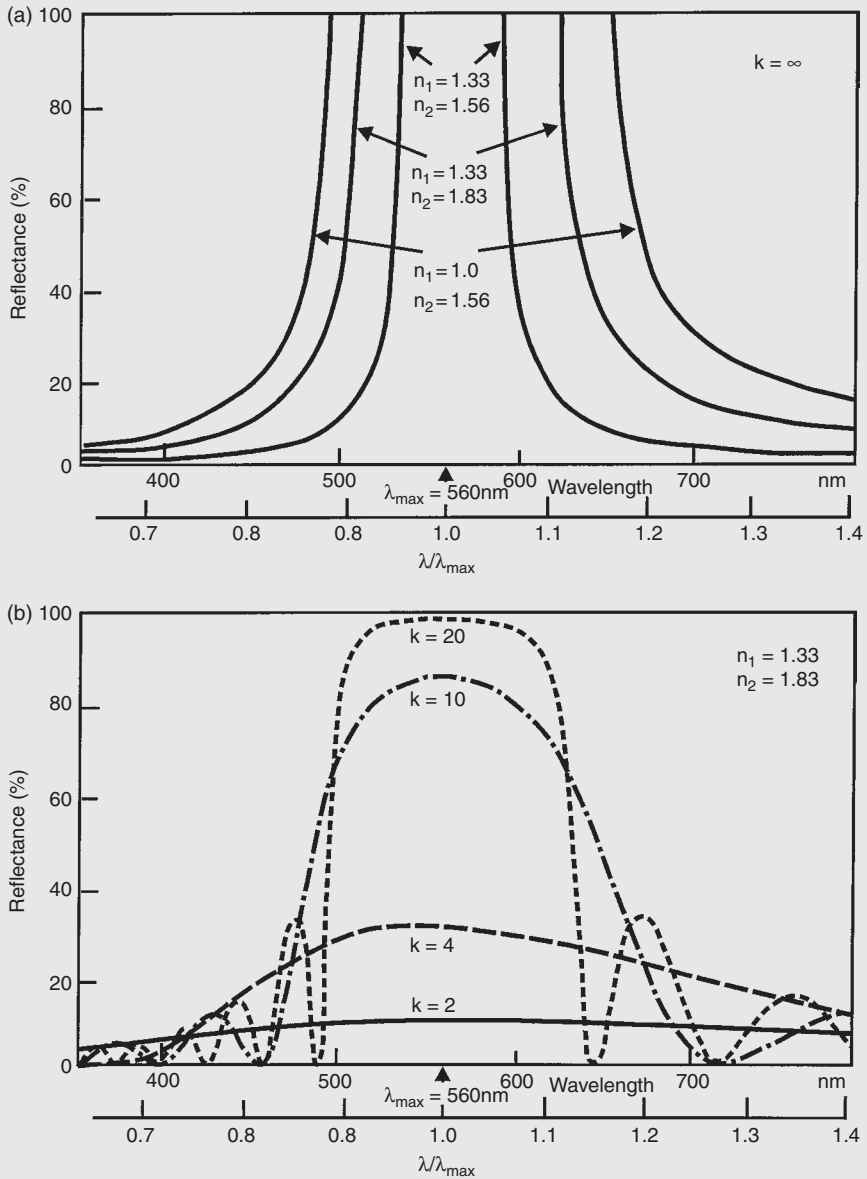 (a)
100
80
60
40
20
0
Reflectance (%)
k = ∞
n₁ = 1.33
n₂ = 1.56
n₁ = 1.33
n₂ = 1.83
n₁ = 1.0
n₂ = 1.56
400 500 600 700 nm
λmax = 560nm Wavelength
0.7 0.8 0.8 1.0 1.1 1.2 1.3 1.4
λ/λmax
(b)
100
80
60
40
20
0
Reflectance (%)
k = 20
k = 10
k = 4
k = 2
n₁ = 1.33
n₂ = 1.83
400 500 600 700 nm
λmax = 560nm Wavelength
0.7 0.8 0.8 1.0 1.1 1.2 1.3 1.4
λ/λmax